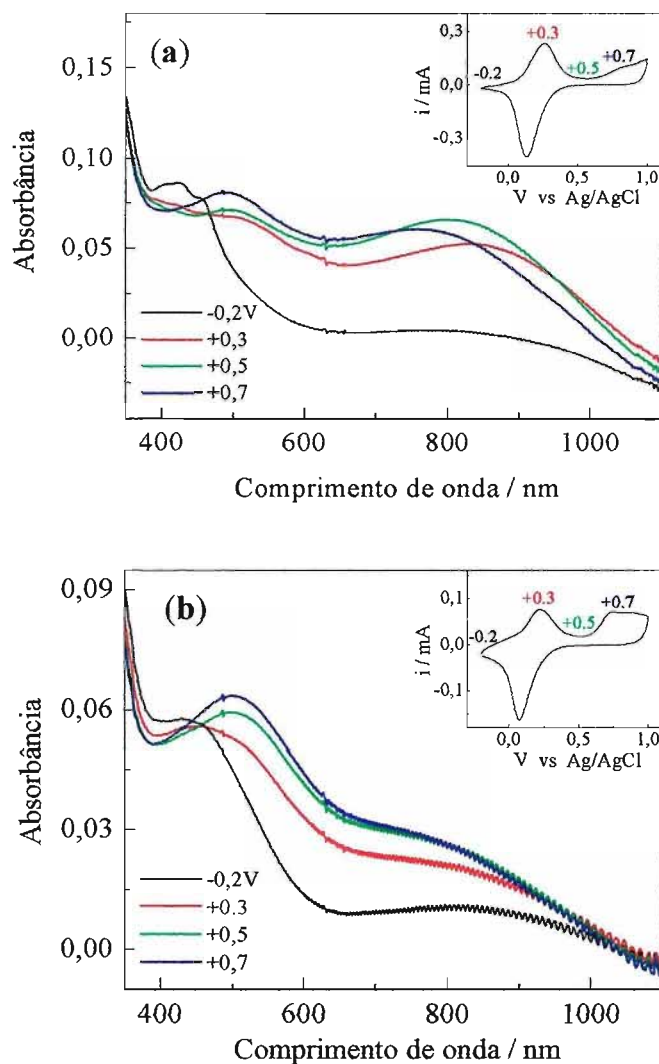 (a)
0,15
0,10
0,05
0,00
Absorbância
-0,2V
+0,3
+0,5
+0,7
400 600 800 1000
Comprimento de onda / nm
0,3
0,0
-0,3
i / mA
-0.2
+0.3
+0.5
+0.7
0,0 0,5 1,0
V vs Ag/AgCl
(b)
0,09
0,06
0,03
0,00
Absorbância
-0,2V
+0.3
+0,5
+0,7
400 600 800 1000
Comprimento de onda / nm
0,1
0,0
-0,1
i / mA
-0.2
+0.3
+0.5
+0.7
0,0 0,5 1,0
V vs Ag/AgCl